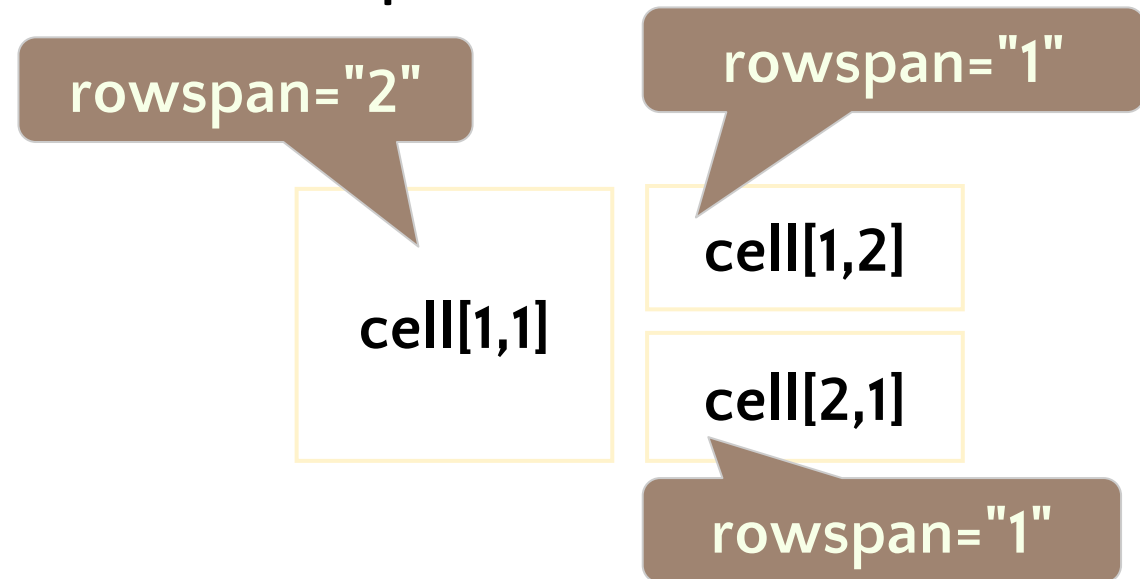 rowspan="2"
rowspan="1"
cell[1,2]
cell[1,1]
cell[2,1]
rowspan="1"